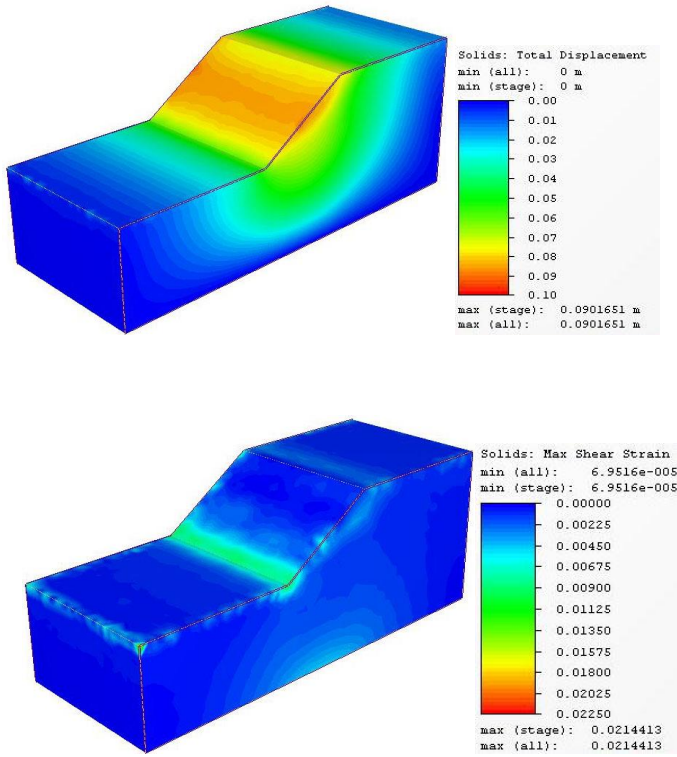 Solids: Total Displacement
min (all): 0 m
min (stage): 0 m
0.00
0.01
0.02
0.03
0.04
0.05
0.06
0.07
0.08
0.09
0.10
max (stage): 0.0901651 m
max (all): 0.0901651 m
Solids: Max Shear Strain
min (all): 6.9516e-005
min (stage): 6.9516e-005
0.00000
0.00225
0.00450
0.00675
0.00900
0.01125
0.01350
0.01575
0.01800
0.02025
0.02250
max (stage): 0.0214413
max (all): 0.0214413